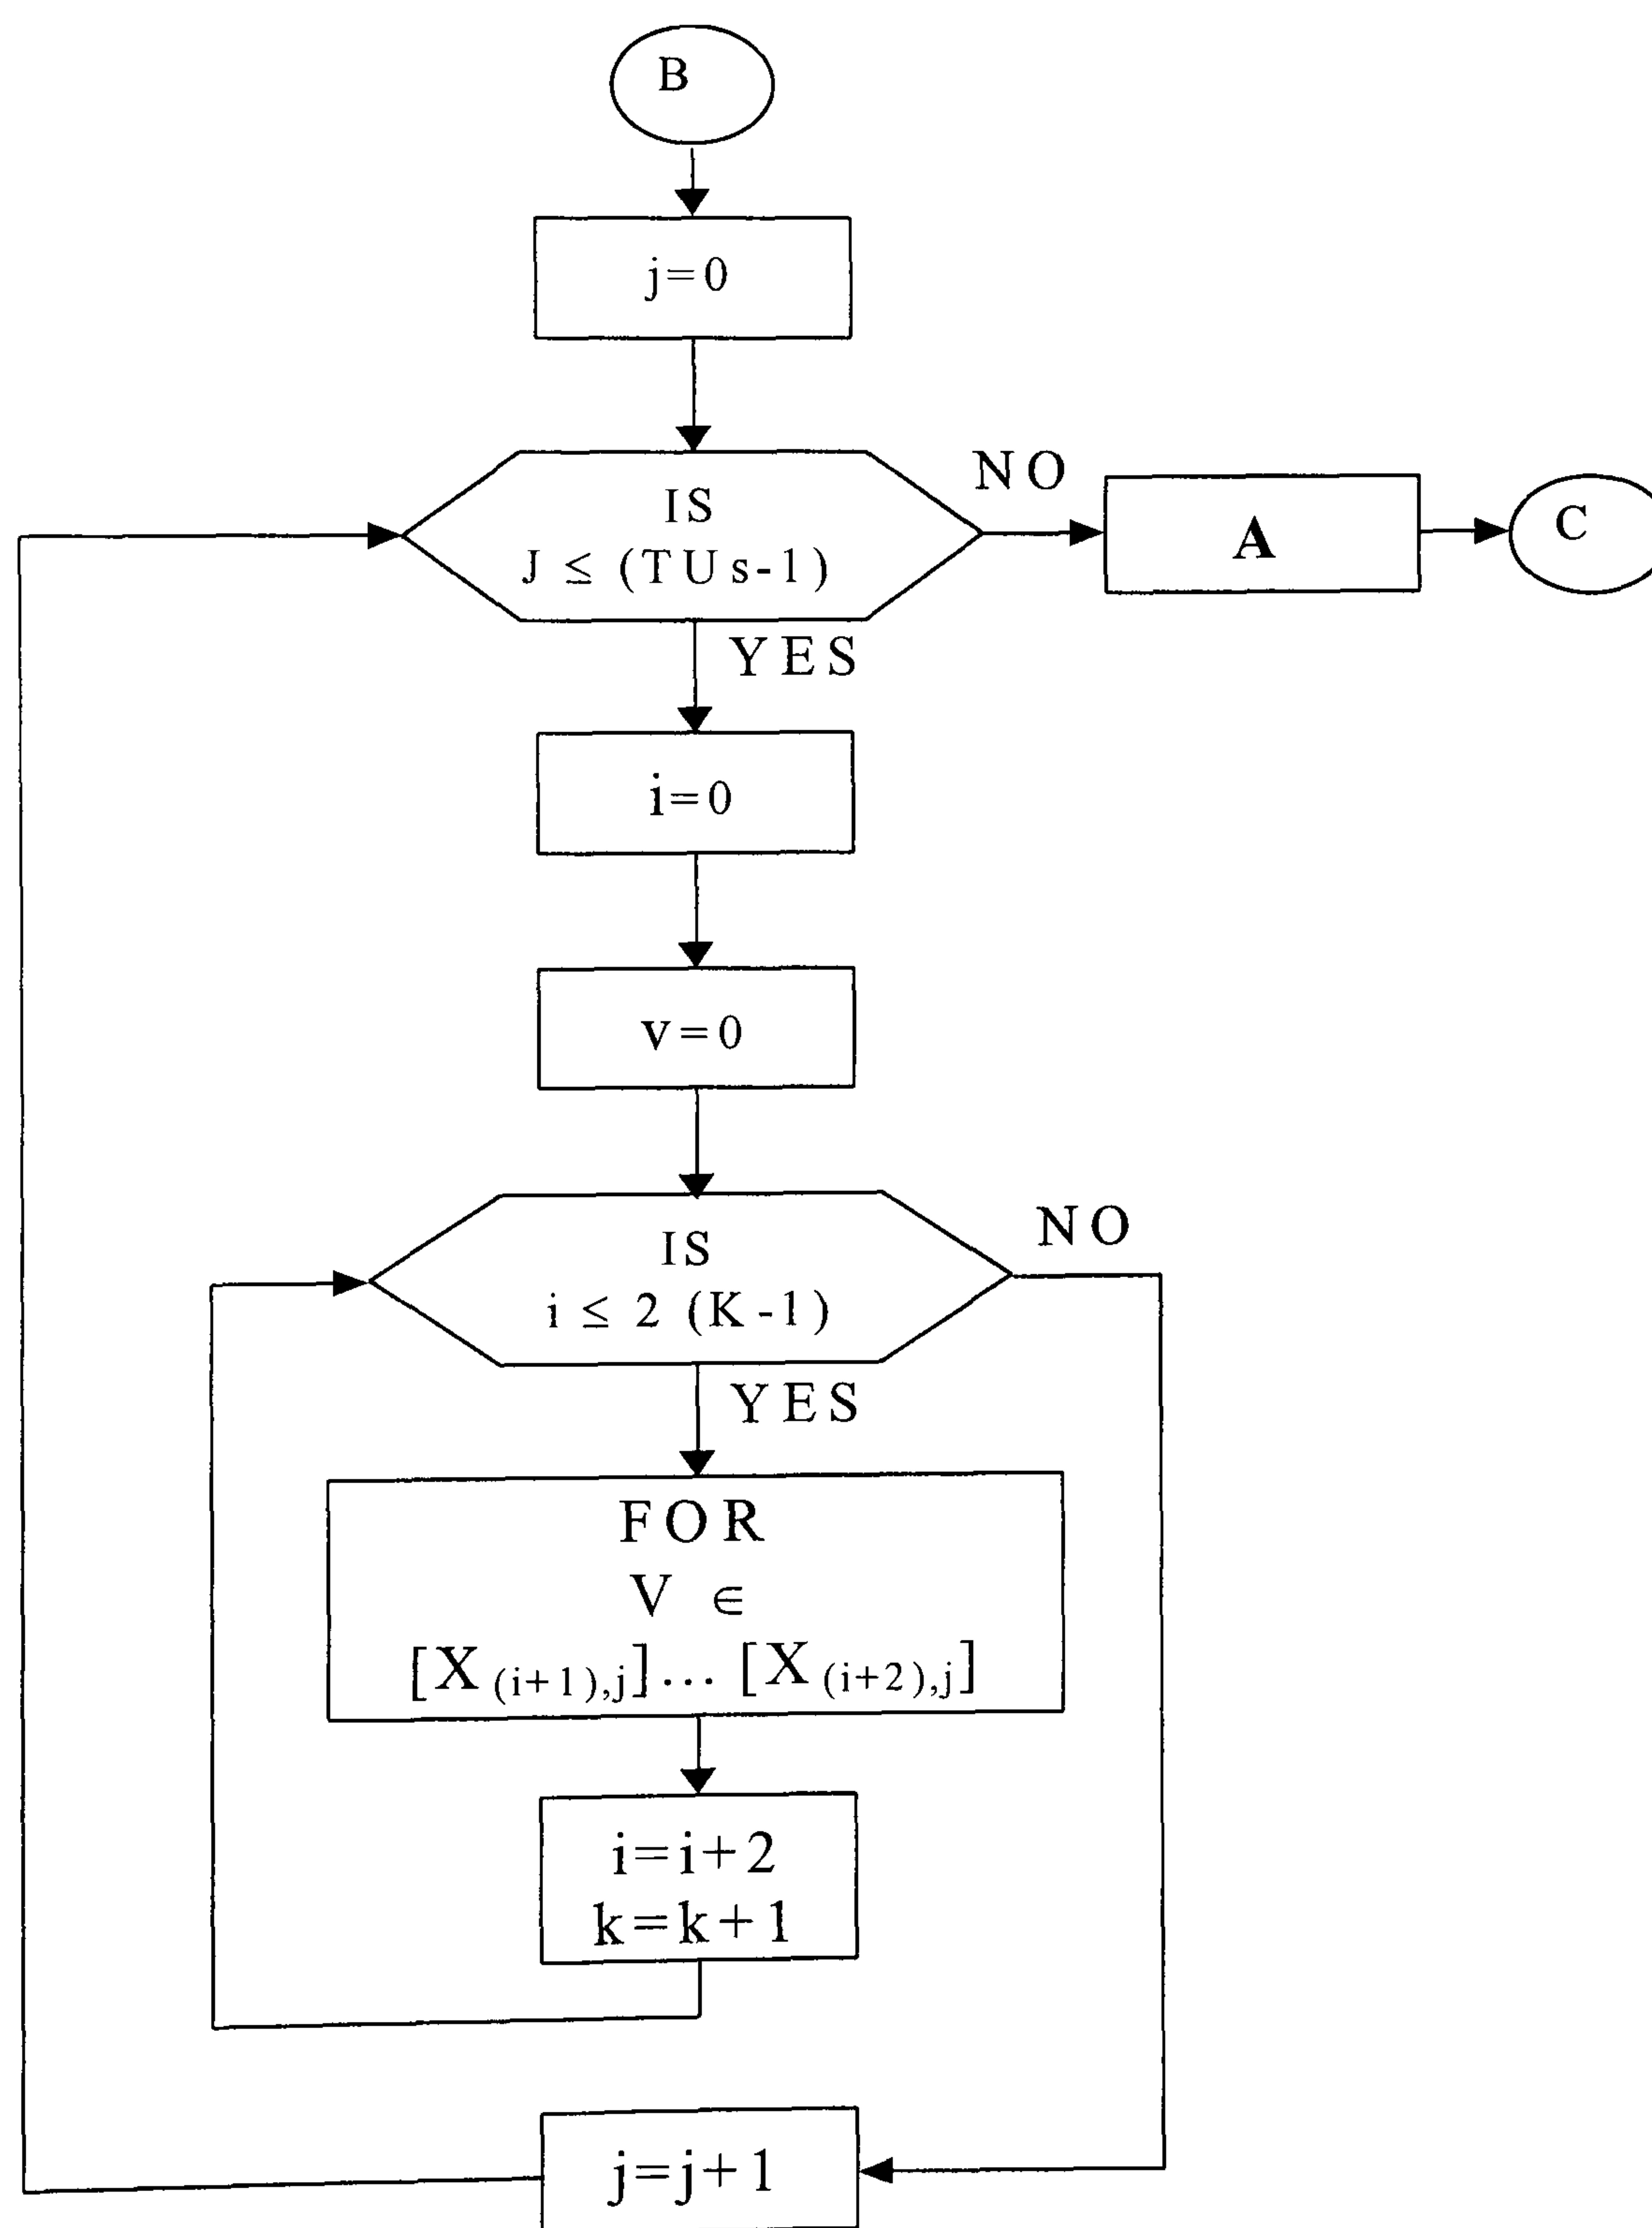 B
j=0
IS
J ≤ (TUs-1)
NO
A
C
YES
i=0
v=0
IS
i ≤ 2 (K-1)
NO
YES
FOR
V ∈
[X (i+1),j]... [X (i+2),j]
i=i+2
k=k+1
j=j+1